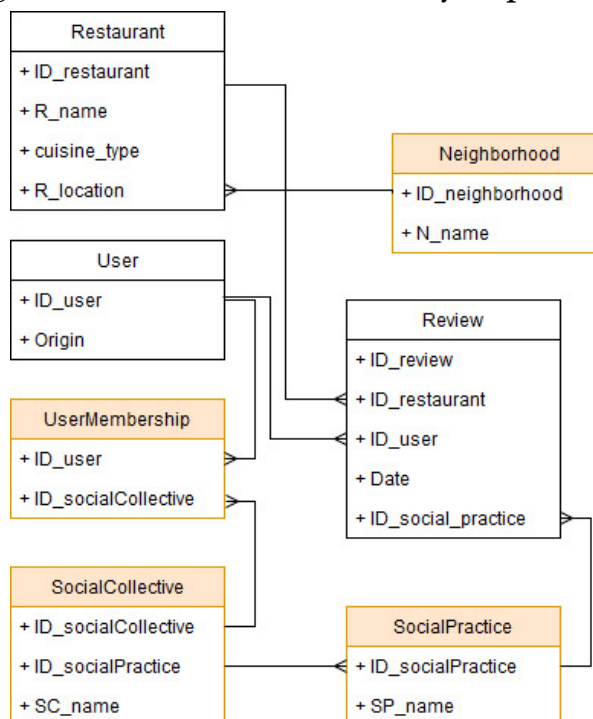 Restaurant
+ ID_restaurant
+ R_name
+ cuisine_type
+ R_location
Neighborhood
+ ID_neighborhood
+ N_name
User
+ ID_user
+ Origin
Review
+ ID_review
+ ID_restaurant
+ ID_user
+ Date
+ ID_social_practice
UserMembership
+ ID_user
+ ID_socialCollective
SocialCollective
+ ID_socialCollective
+ ID_socialPractice
+ SC_name
SocialPractice
+ ID_socialPractice
+ SP_name